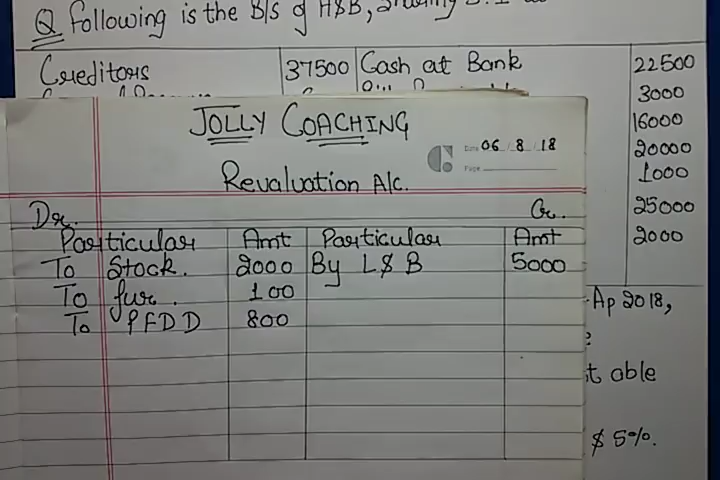 Q Following is the B/S of H$B,
Creditors 37500 Cash at Bank 22500
3000
16000
20000
1000
25000
2000
JOLLY COACHING
Date 06/8/18
Page
Revaluation A/c.
Dr. Cr.
Particular Amt Particular Amt
To Stock. 2000 By L$B 5000
To fur. 100
To PFDD 800
Ap 2018,
?
t able
$ 5%.